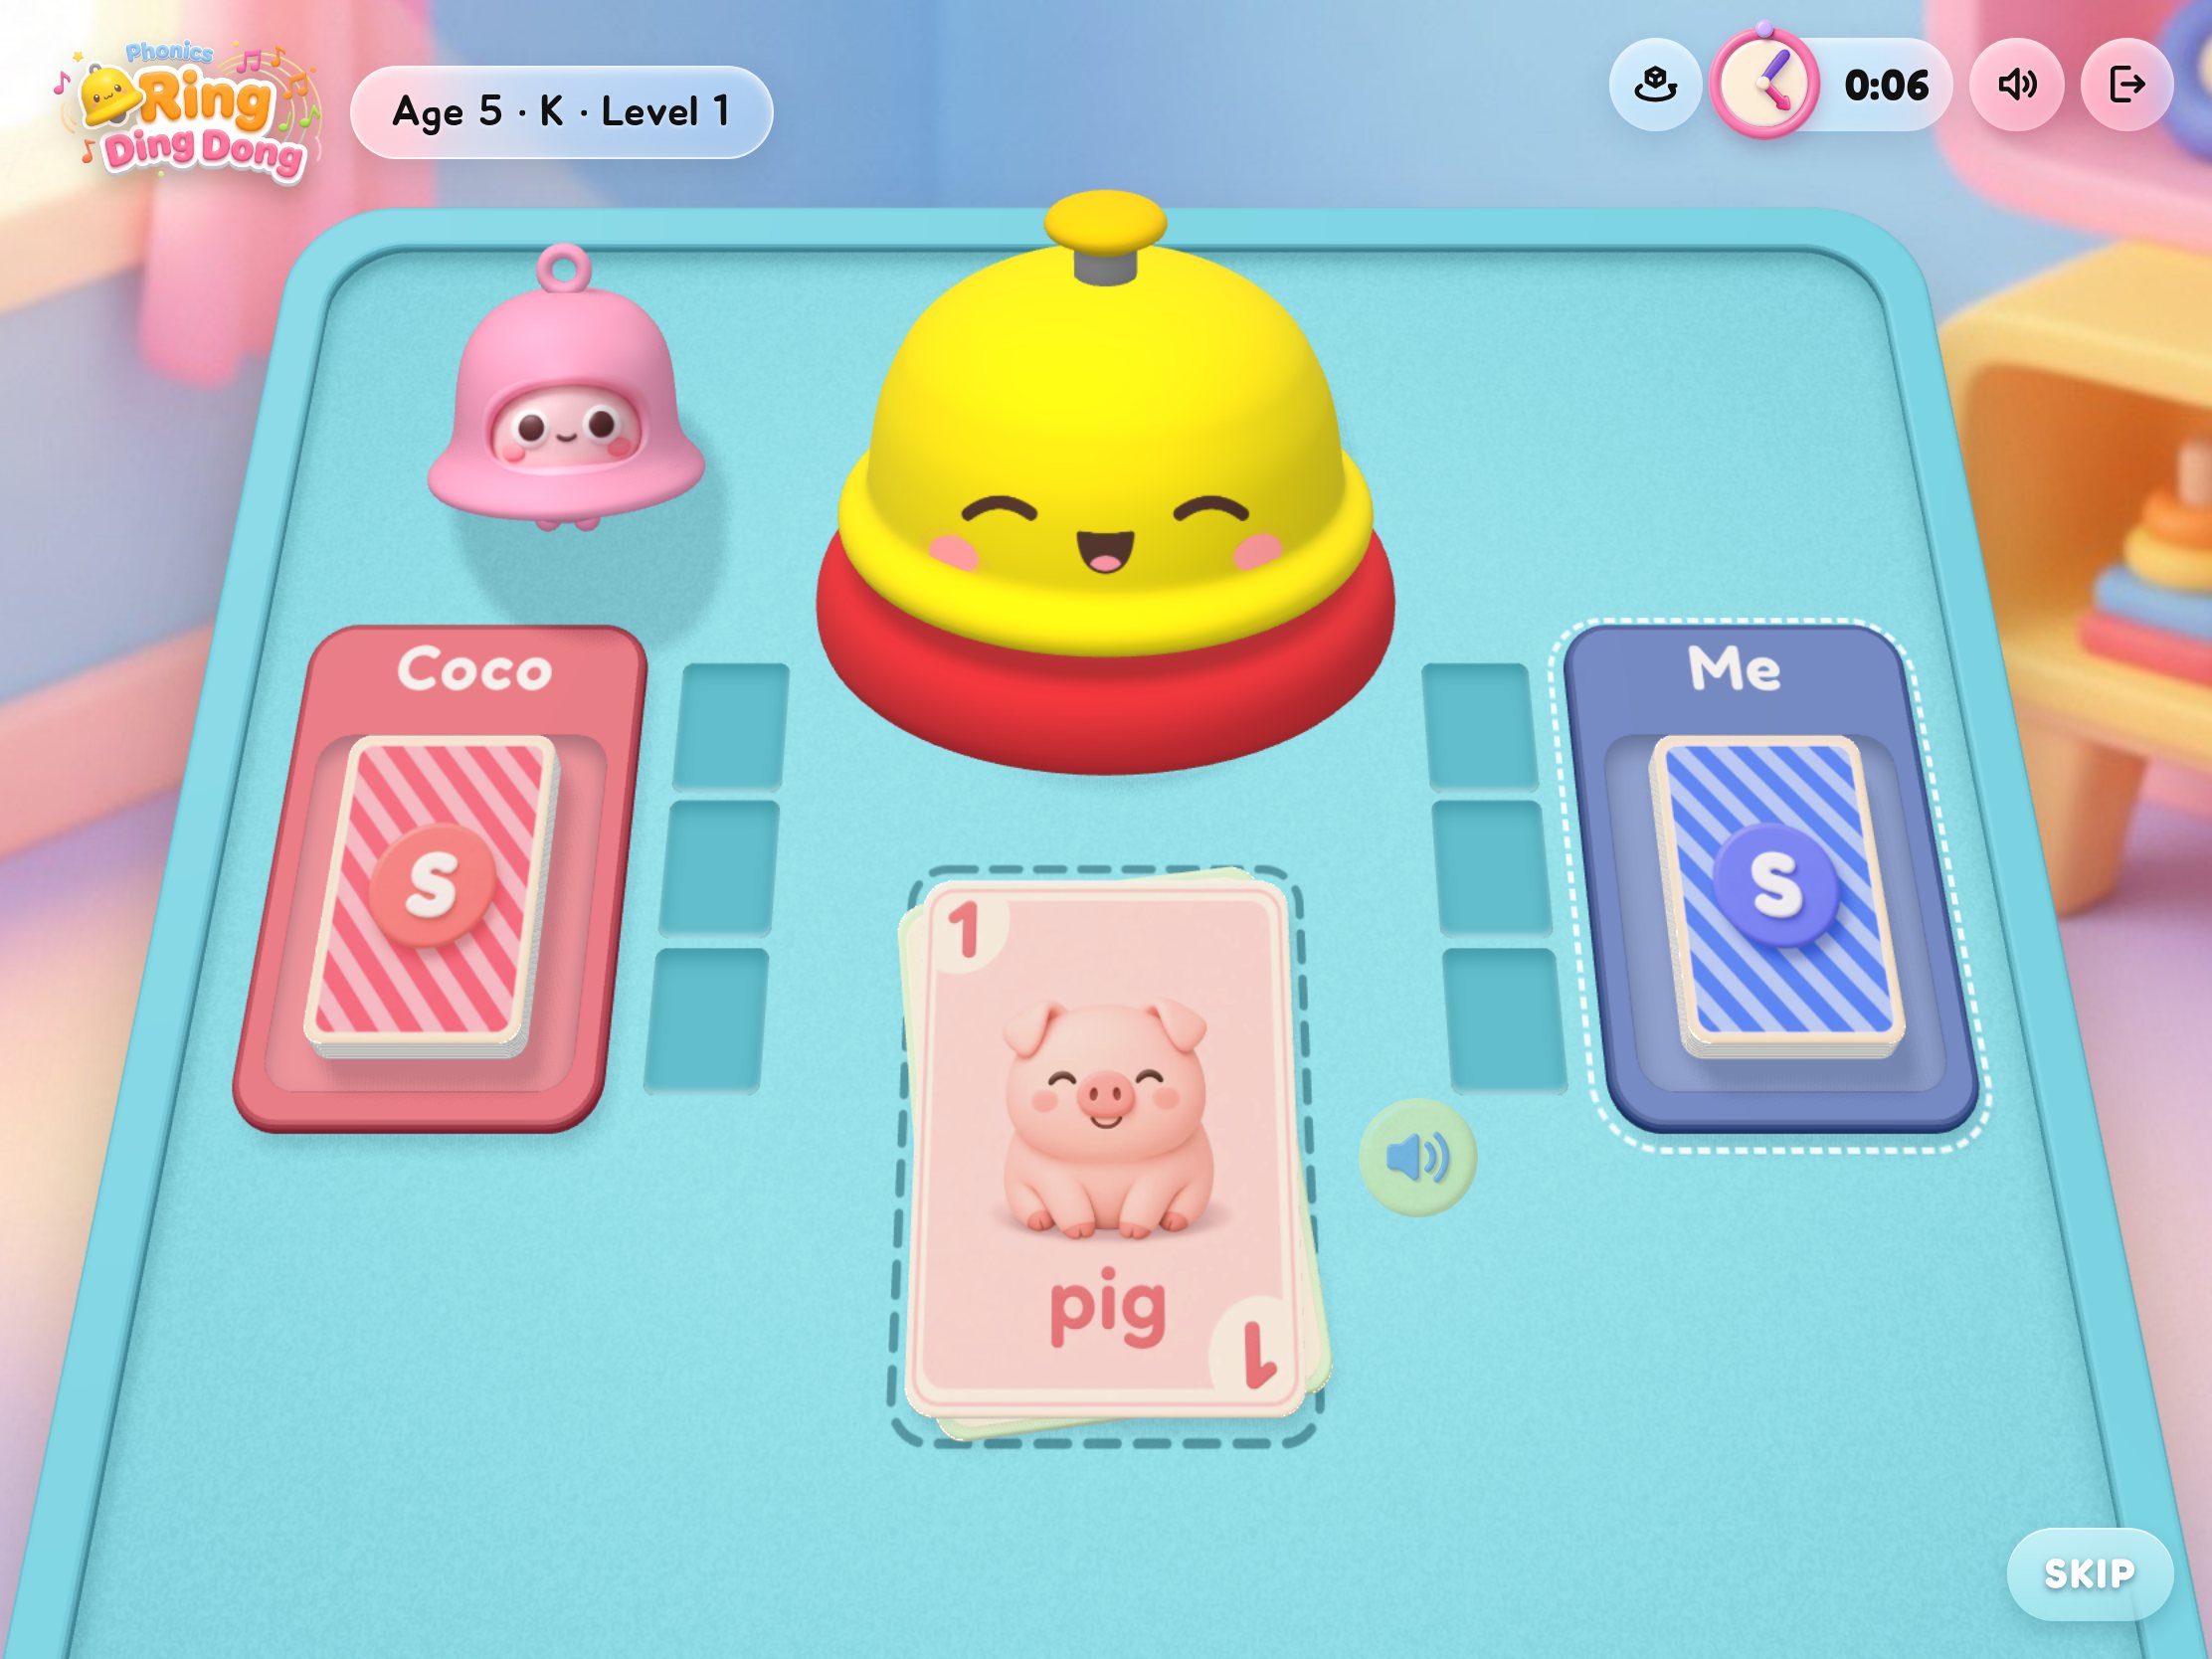 Phonics
Ring
Ding Dong
Age 5 · K · Level 1
0:06
Coco
Me
S
S
1
pig
1
SKIP